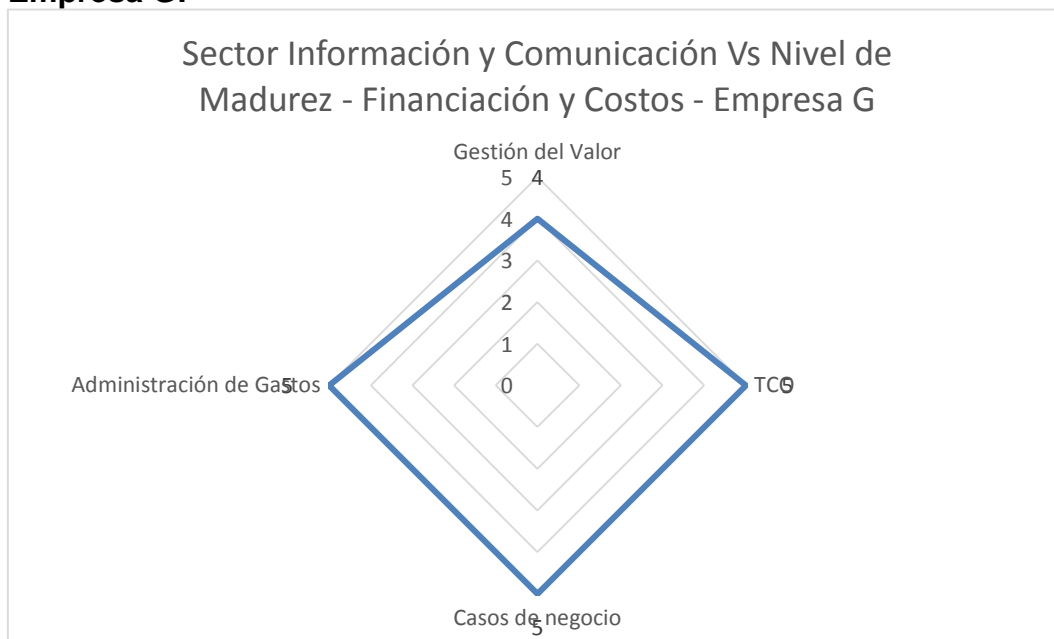 Empresa G:
Sector Información y Comunicación Vs Nivel de
Madurez - Financiación y Costos - Empresa G
Gestión del Valor
5 4
4
3
2
1
Administración de Gastos 5 0 TCO 5
Casos de negocio
5